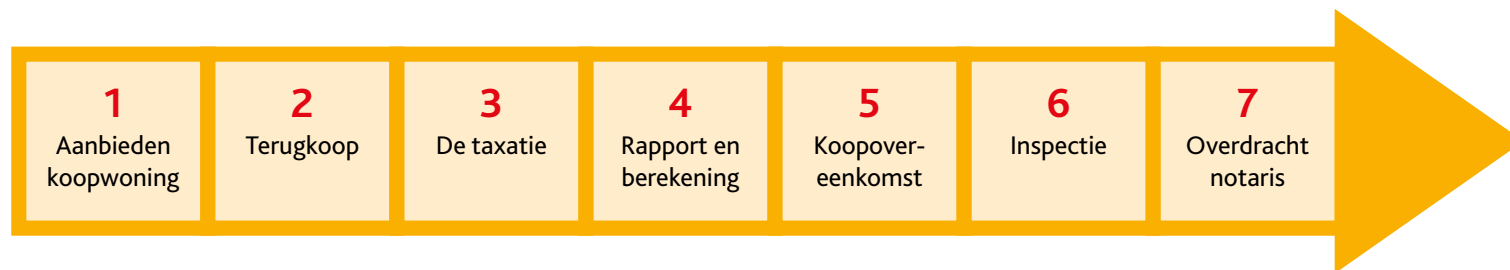 1
Aanbieden
koopwoning
2
Terugkoop
3
De taxatie
4
Rapport en
berekening
5
Koopover-
eenkomst
6
Inspectie
7
Overdracht
notaris